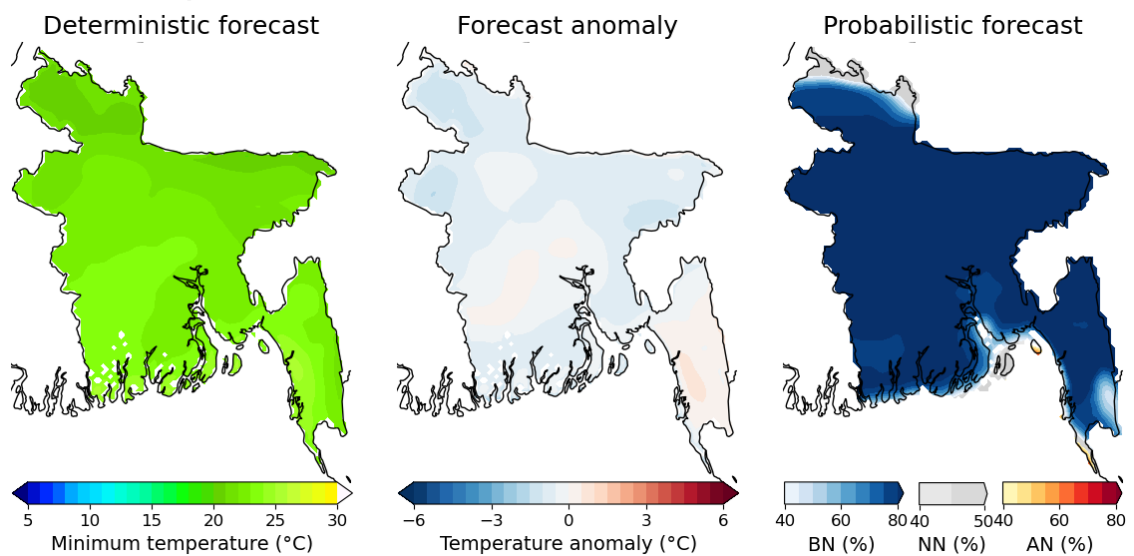 Deterministic forecast
Forecast anomaly
Probabilistic forecast
5 10 15 20 25 30
Minimum temperature (°C)
−6 −3 0 3 6
Temperature anomaly (°C)
40 60 80
BN (%)
40 50
NN (%)
40 60 80
AN (%)